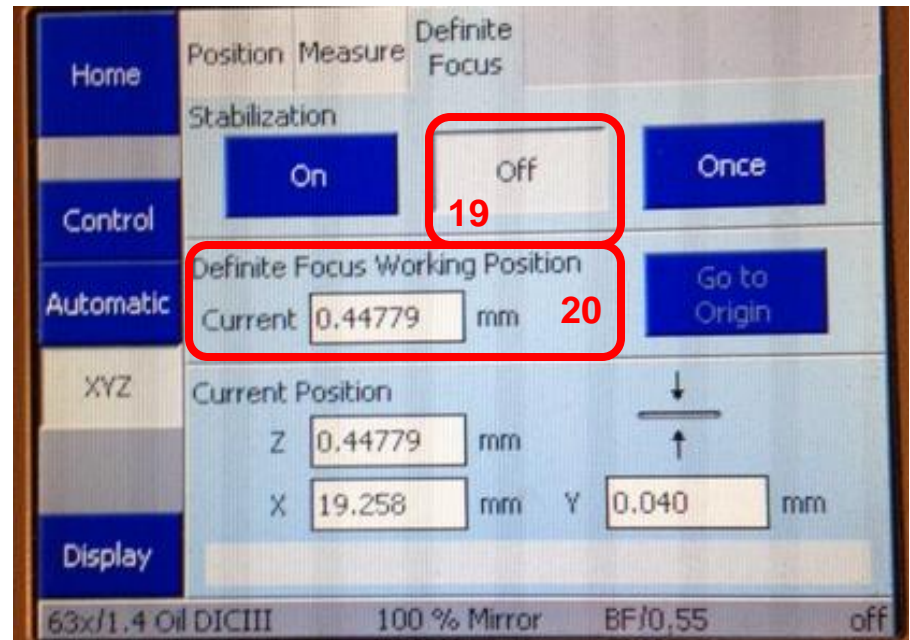 Home
Position Measure Definite Focus
Stabilization
On Off Once
19
Control
Definite Focus Working Position
Automatic
Current 0.44779 mm 20
Go to
Origin
XYZ
Current Position
Z 0.44779 mm
X 19.258 mm Y 0.040 mm
Display
63x/1.4 Oil DICIII 100 % Mirror BF/0,55 off